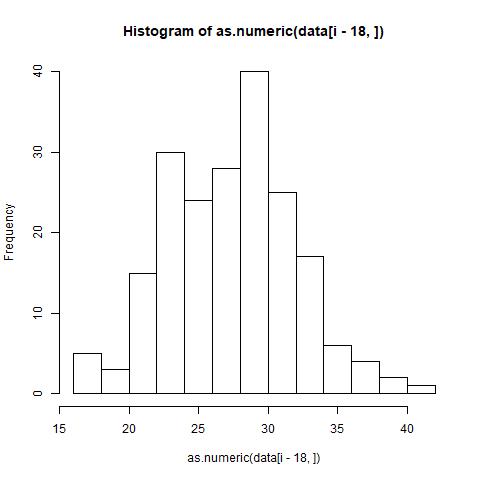 Histogram of as.numeric(data[i - 18, ])
Frequency
40
30
20
10
0
15 20 25 30 35 40
as.numeric(data[i - 18, ])